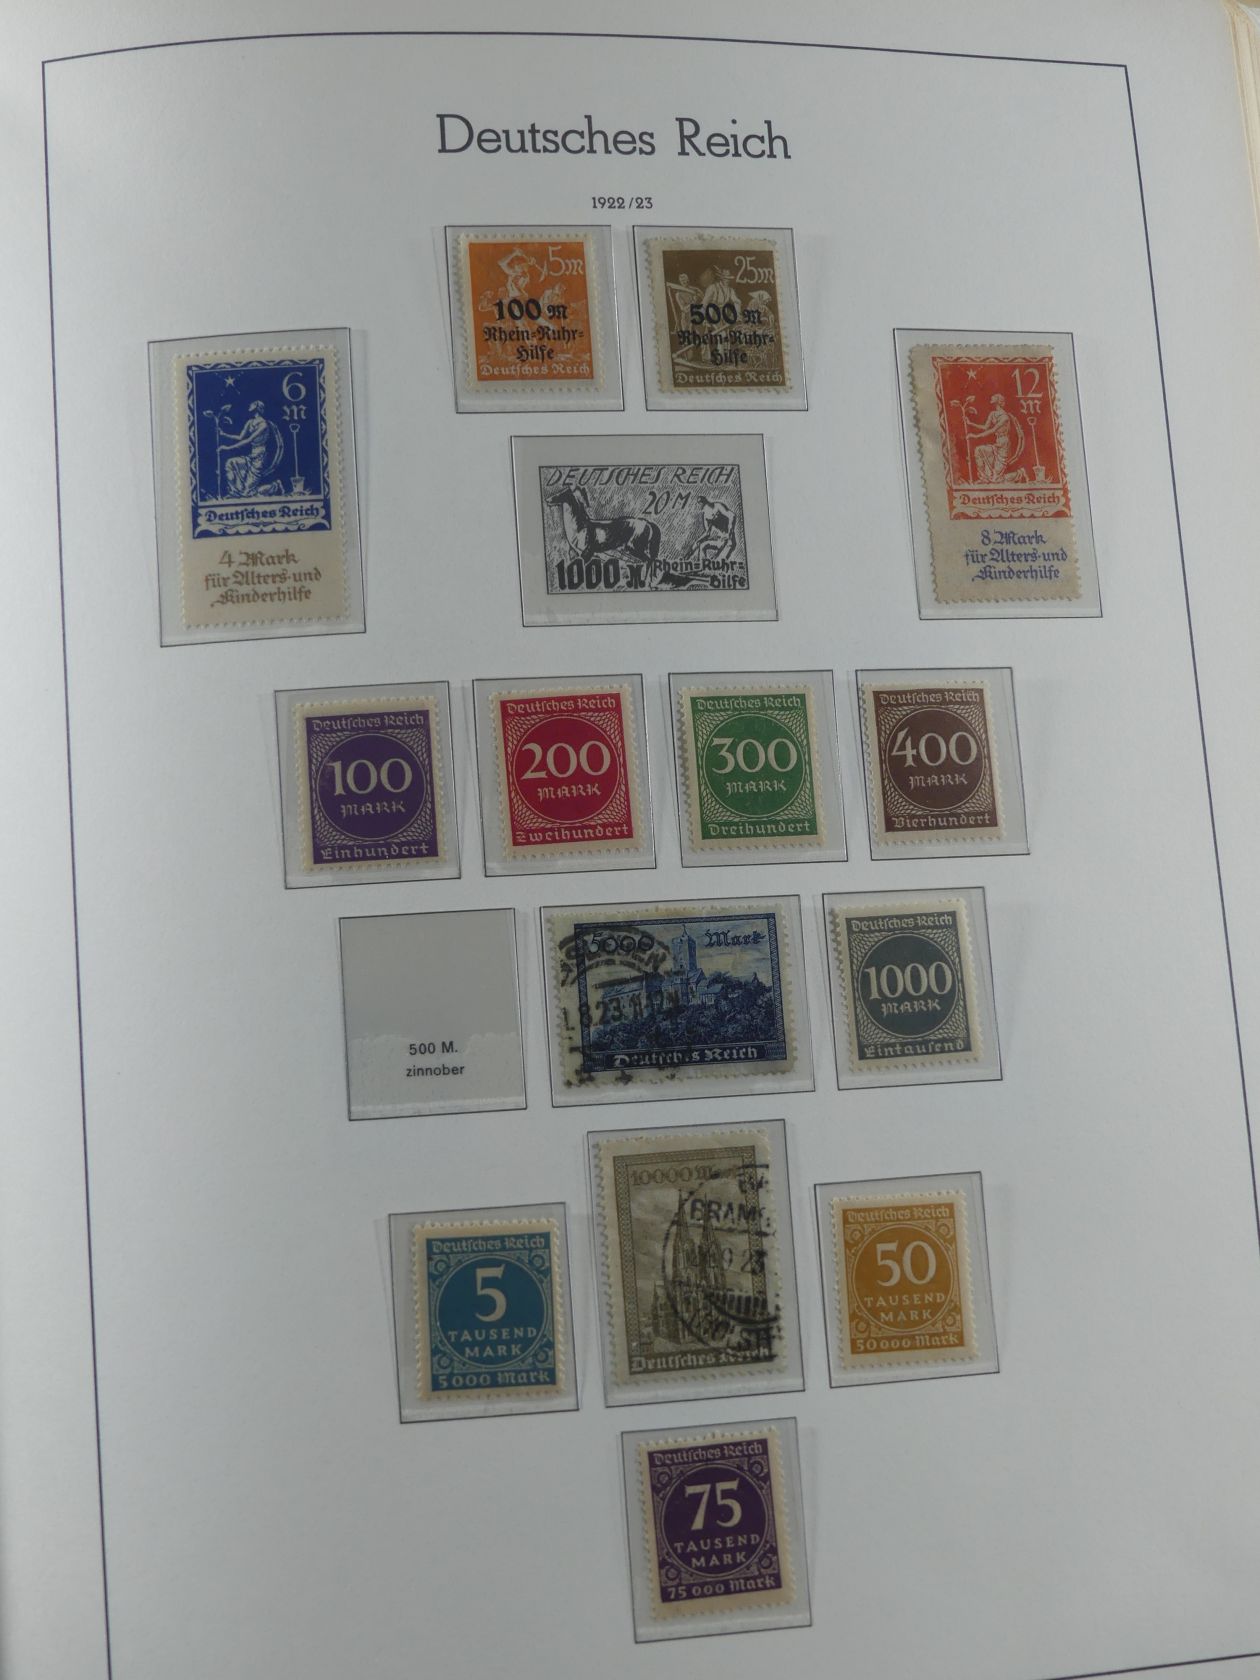 Deutsches Reich
1922/23
5m
100 M
Rhein=Ruhr=
Hilfe
Deutsches Reich
25m
500 M
Rhein=Ruhr=
Hilfe
Deutsches Reich
6
M
Deutsches Reich
4 Mark
für Alters- und
Kinderhilfe
DEUTSCHES REICH
20 M
1000 M
Rhein=Ruhr=
Hilfe
12
M
Deutsches Reich
8 Mark
für Alters- und
Kinderhilfe
Deutsches Reich
100
MARK
Einhundert
Deutsches Reich
200
MARK
Zweihundert
Deutsches Reich
300
MARK
Dreihundert
Deutsches Reich
400
MARK
Vierhundert
500 M.
zinnober
5000 Mark
Deutsches Reich
Deutsches Reich
1000
MARK
Eintausend
Deutsches Reich
5
TAUSEND
MARK
5000 Mark
10000 Mark
Deutsches Reich
Deutsches Reich
50
TAUSEND
MARK
50000 Mark
Deutsches Reich
75
TAUSEND
MARK
75000 Mark